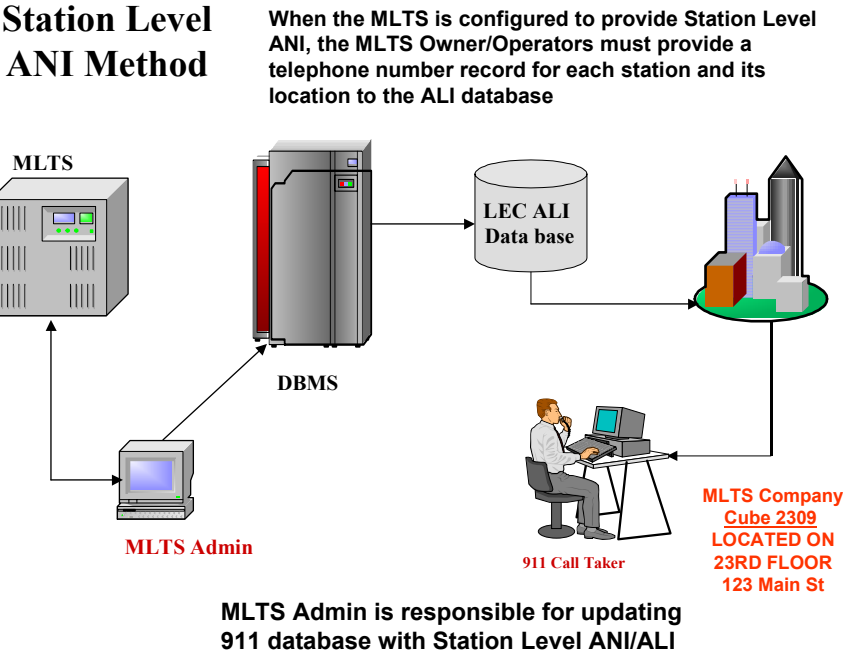 Station Level
ANI Method
When the MLTS is configured to provide Station Level
ANI, the MLTS Owner/Operators must provide a
telephone number record for each station and its
location to the ALI database
MLTS
LEC ALI
Data base
DBMS
MLTS Admin
911 Call Taker
MLTS Company
Cube 2309
LOCATED ON
23RD FLOOR
123 Main St
MLTS Admin is responsible for updating
911 database with Station Level ANI/ALI